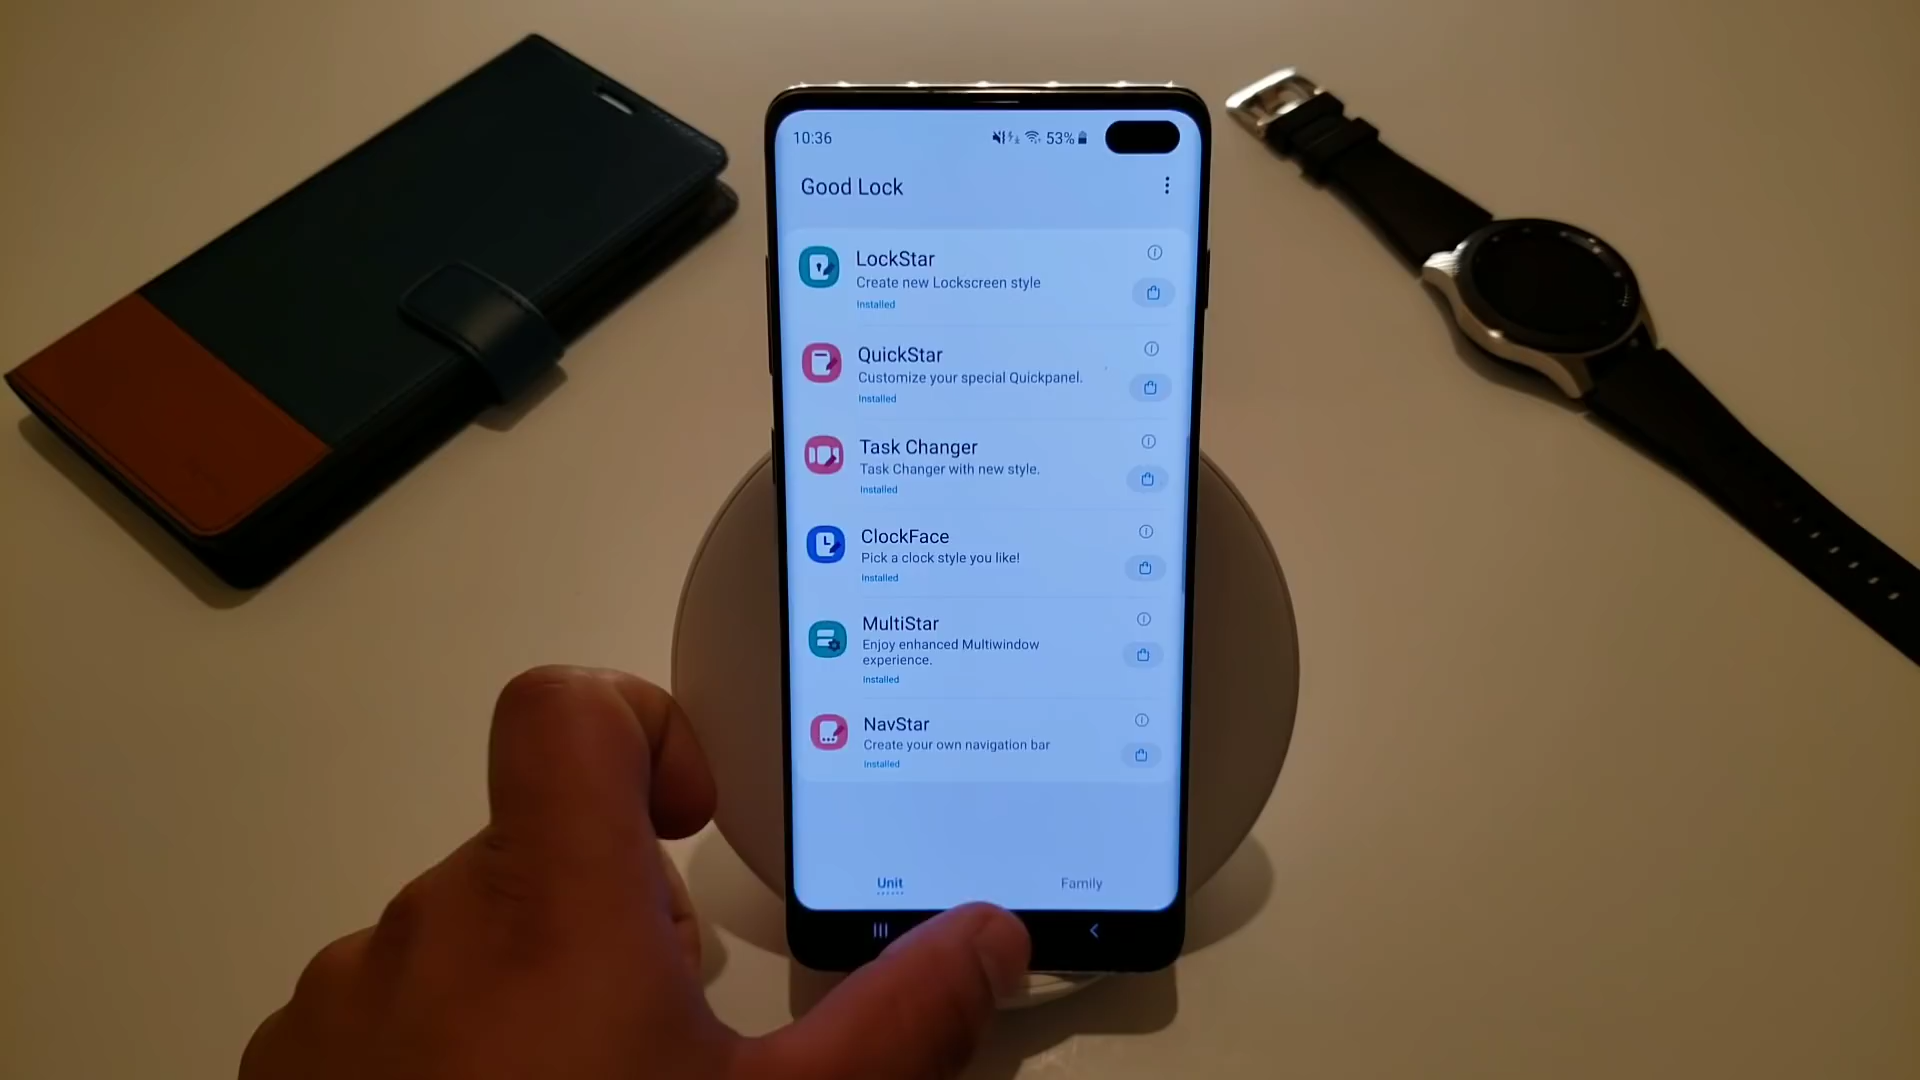 10:36
53%
Good Lock
LockStar
Create new Lockscreen style
Installed
QuickStar
Customize your special Quickpanel.
Installed
Task Changer
Task Changer with new style.
Installed
ClockFace
Pick a clock style you like!
Installed
MultiStar
Enjoy enhanced Multiwindow
experience.
Installed
NavStar
Create your own navigation bar
Installed
Unit
Family